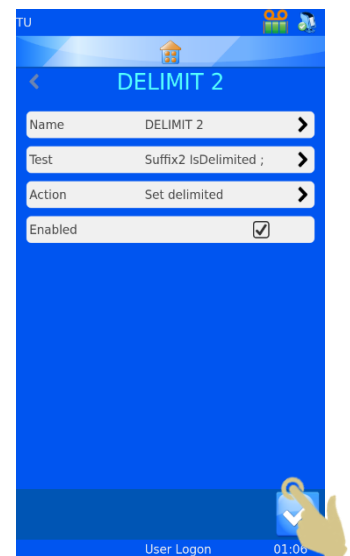 TU
DELIMIT 2
Name DELIMIT 2
Test Suffix2 IsDelimited ;
Action Set delimited
Enabled
User Logon 01:06